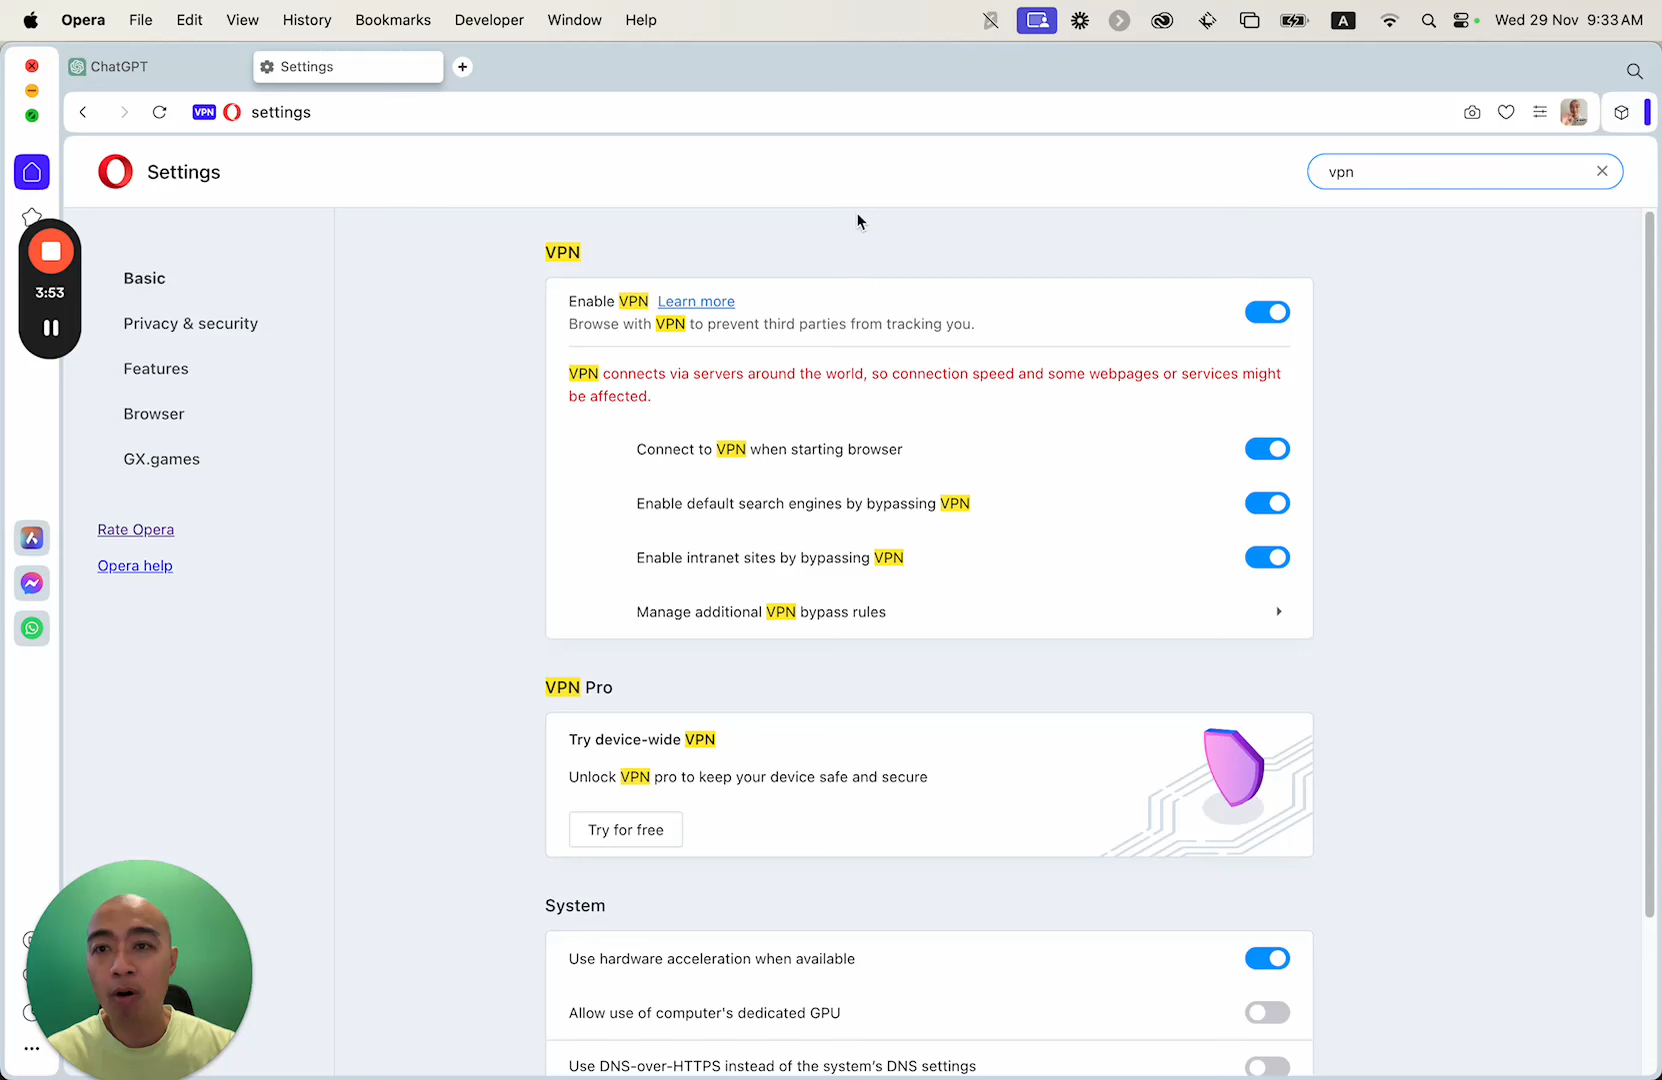 Opera File Edit View History Bookmarks Developer Window Help A Wed 29 Nov 9:33 AM
ChatGPT Settings
VPN settings
Settings vpn
VPN
3:53
Basic
Enable VPN Learn more
Browse with VPN to prevent third parties from tracking you.
Privacy & security
Features
VPN connects via servers around the world, so connection speed and some webpages or services might
be affected.
Browser
Connect to VPN when starting browser
GX.games
Enable default search engines by bypassing VPN
Rate Opera
Enable intranet sites by bypassing VPN
Opera help
Manage additional VPN bypass rules
VPN Pro
Try device-wide VPN
Unlock VPN pro to keep your device safe and secure
Try for free
System
Use hardware acceleration when available
Allow use of computer's dedicated GPU
Use DNS-over-HTTPS instead of the system's DNS settings